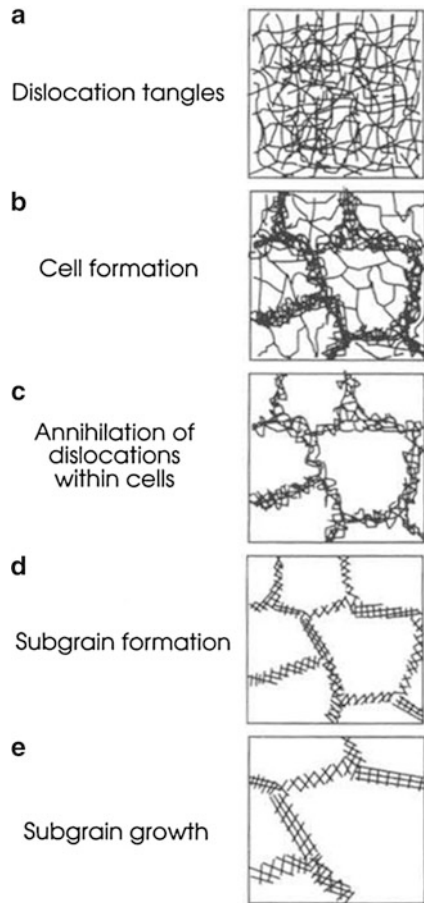 a
Dislocation tangles
b
Cell formation
c
Annihilation of
dislocations
within cells
d
Subgrain formation
e
Subgrain growth